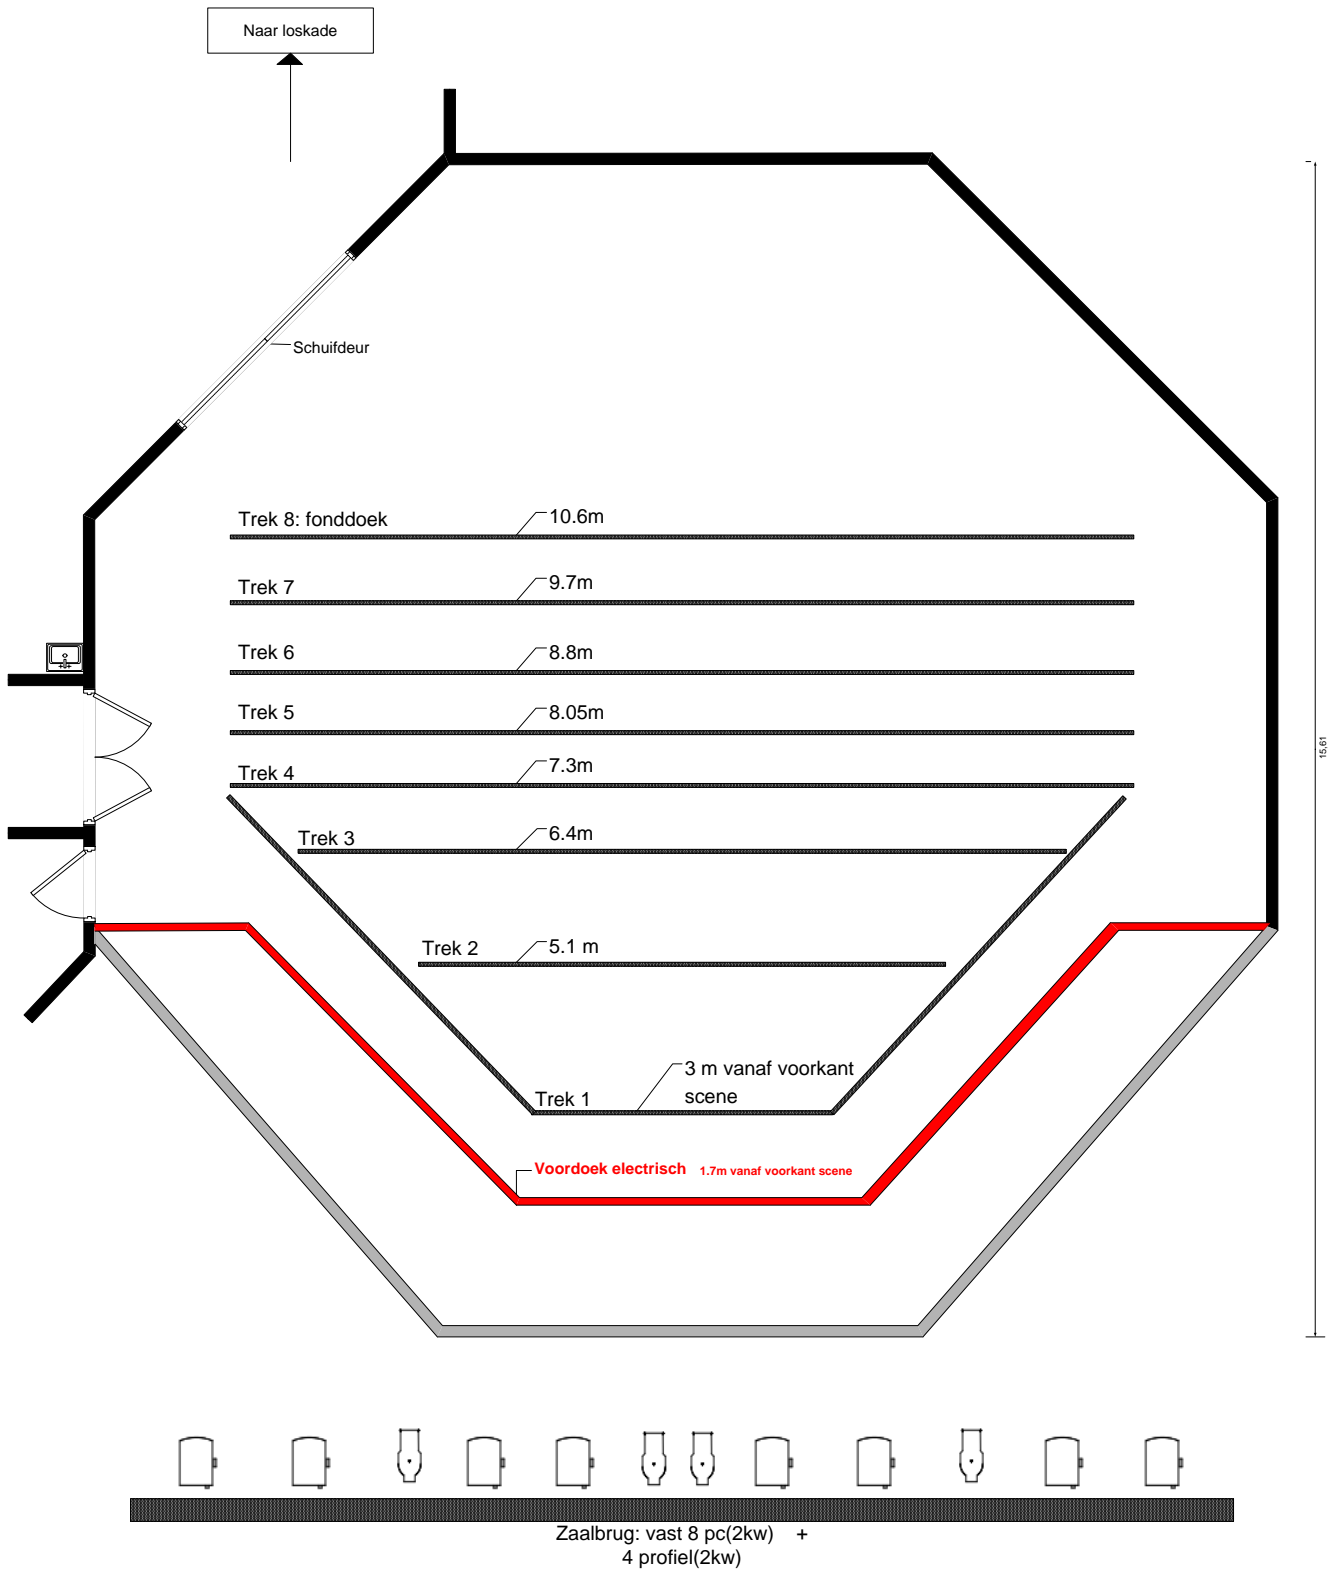 Naar loskade
Schuifdeur
Trek 8: fonddoek
10.6m
Trek 7
9.7m
Trek 6
8.8m
Trek 5
8.05m
Trek 4
7.3m
15,61
Trek 3
6.4m
Trek 2
5.1 m
3 m vanaf voorkant
scene
Trek 1
Voordoek electrisch 1.7m vanaf voorkant scene
Zaalbrug: vast 8 pc(2kw) +
4 profiel(2kw)